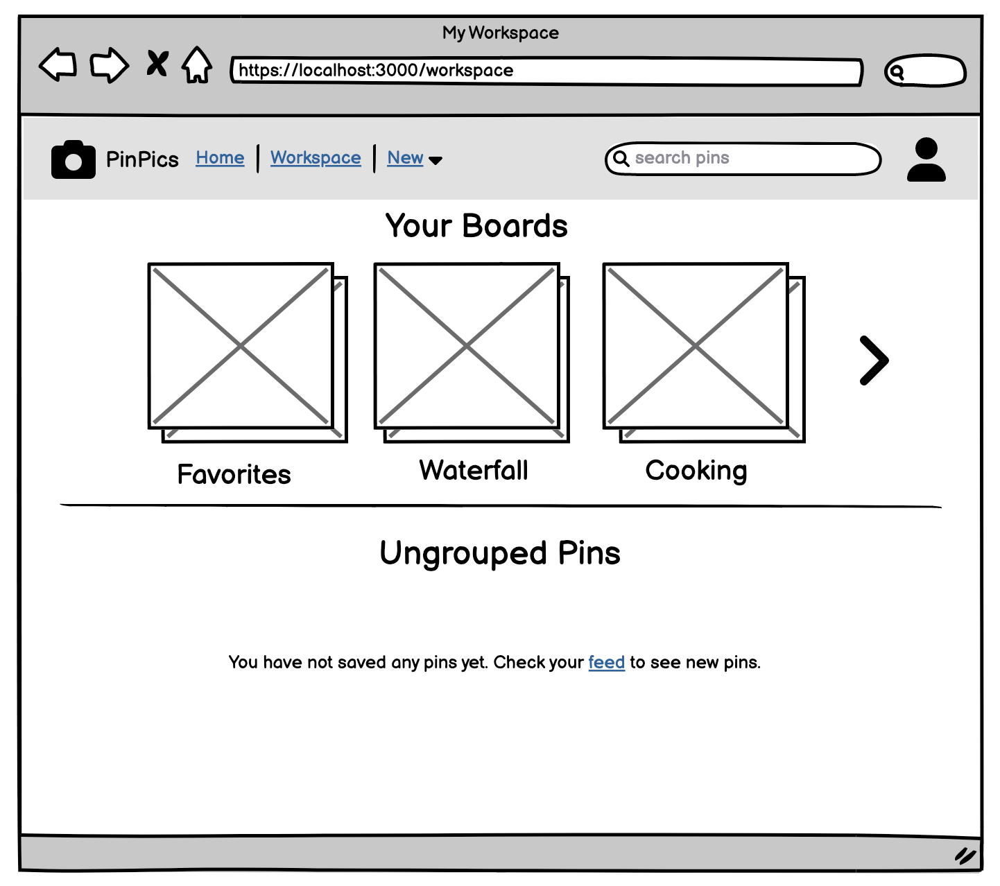 My Workspace
https://localhost:3000/workspace
PinPics Home Workspace New search pins
Your Boards
Favorites Waterfall Cooking
Ungrouped Pins
You have not saved any pins yet. Check your feed to see new pins.